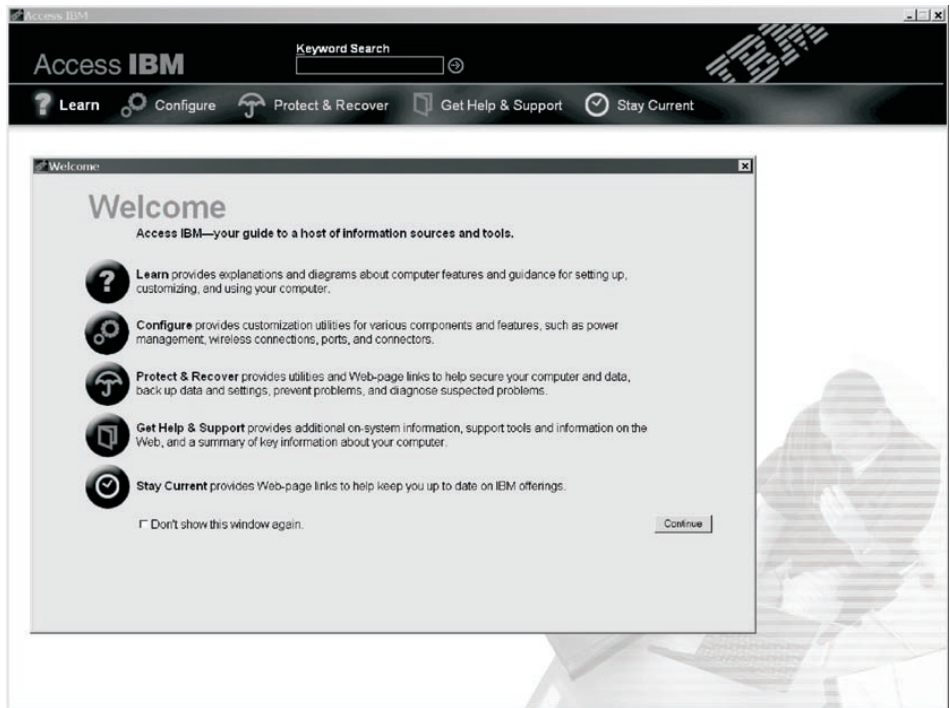 Access IBM
Keyword Search
Access IBM
IBM
Learn Configure Protect & Recover Get Help & Support Stay Current
Welcome
Welcome
Access IBM—your guide to a host of information sources and tools.
Learn provides explanations and diagrams about computer features and guidance for setting up,
customizing, and using your computer.
Configure provides customization utilities for various components and features, such as power
management, wireless connections, ports, and connectors.
Protect & Recover provides utilities and Web-page links to help secure your computer and data,
back up data and settings, prevent problems, and diagnose suspected problems.
Get Help & Support provides additional on-system information, support tools and information on the
Web, and a summary of key information about your computer.
Stay Current provides Web-page links to help keep you up to date on IBM offerings.
Don't show this window again.
Continue